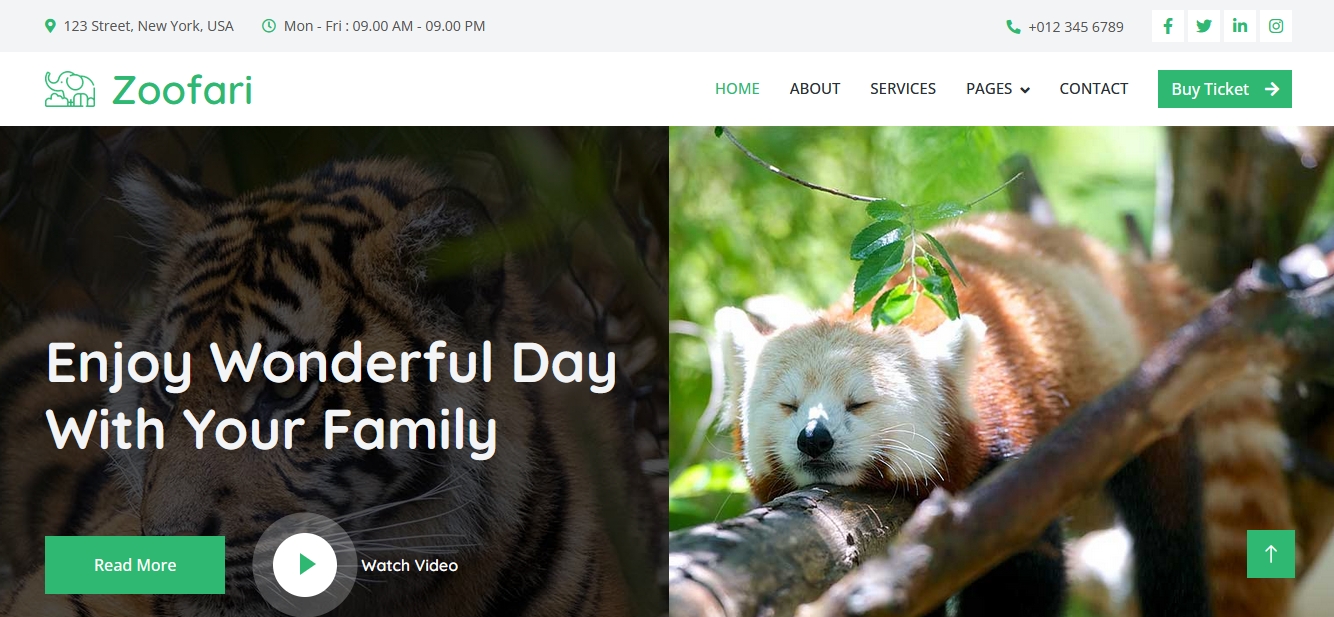 123 Street, New York, USA
Mon - Fri : 09.00 AM - 09.00 PM
+012 345 6789
Zoofari
HOME
ABOUT
SERVICES
PAGES
CONTACT
Buy Ticket
Enjoy Wonderful Day
With Your Family
Read More
Watch Video